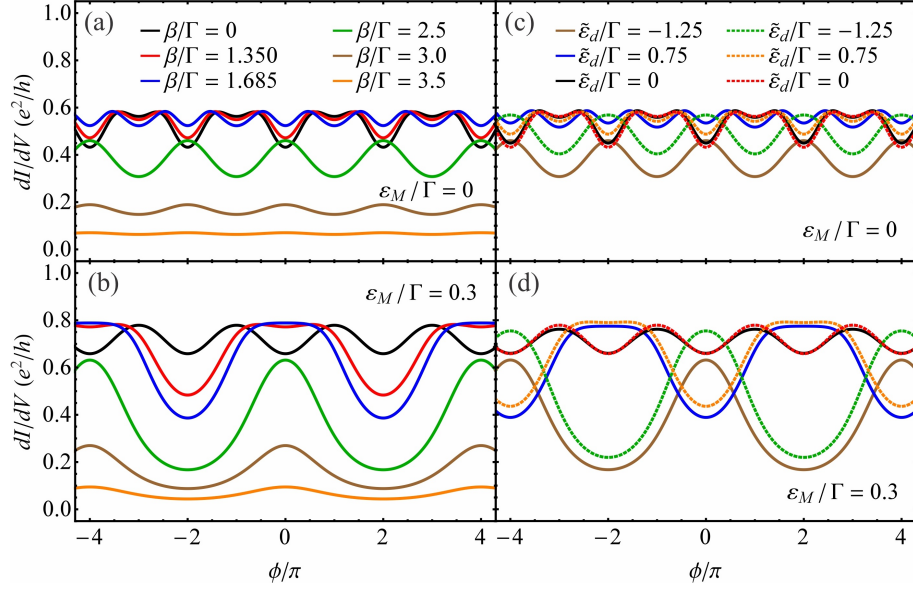 (a)
β/Γ = 0
β/Γ = 2.5
β/Γ = 1.350
β/Γ = 3.0
β/Γ = 1.685
β/Γ = 3.5
1.0
0.8
0.6
0.4
0.2
0.0
dI/dV (e²/h)
ε_M/Γ = 0
(c)
ε̃_d/Γ = −1.25
ε̃_d/Γ = −1.25
ε̃_d/Γ = 0.75
ε̃_d/Γ = 0.75
ε̃_d/Γ = 0
ε̃_d/Γ = 0
ε_M/Γ = 0
(b)
ε_M/Γ = 0.3
1.0
0.8
0.6
0.4
0.2
0.0
dI/dV (e²/h)
−4
−2
0
2
4
ϕ/π
(d)
ε_M/Γ = 0.3
−4
−2
0
2
4
ϕ/π